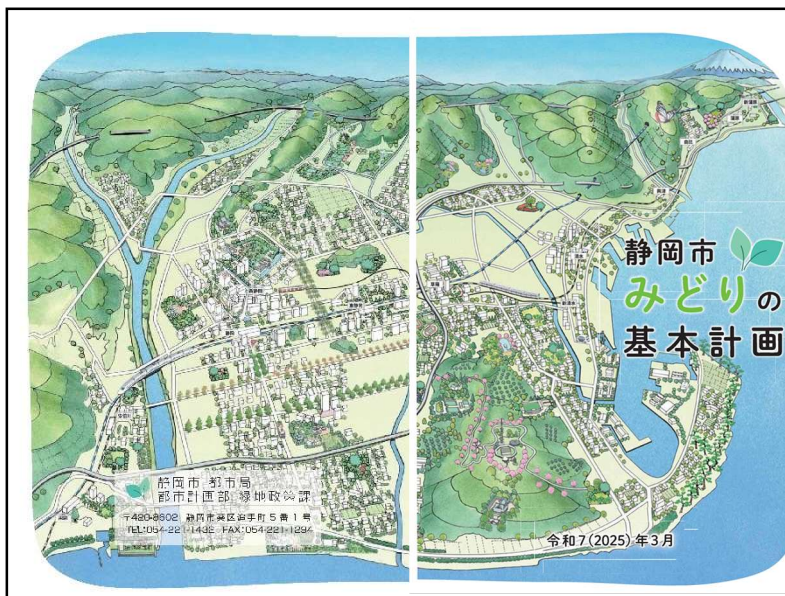 静岡市
みどりの
基本計画
令和7(2025)年3月
静岡市 都市局
都市計画部 緑地政策課
〒420-8602 静岡市葵区追手町5番1号
TEL:054-221-1432 FAX:054-221-1294